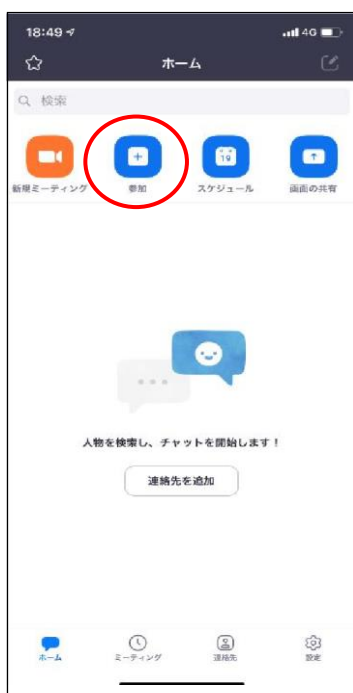 18:49
4G
ホーム
検索
19
新規ミーティング 参加 スケジュール 画面の共有
人物を検索し、チャットを開始します!
連絡先を追加
ホーム ミーティング 連絡先 設定